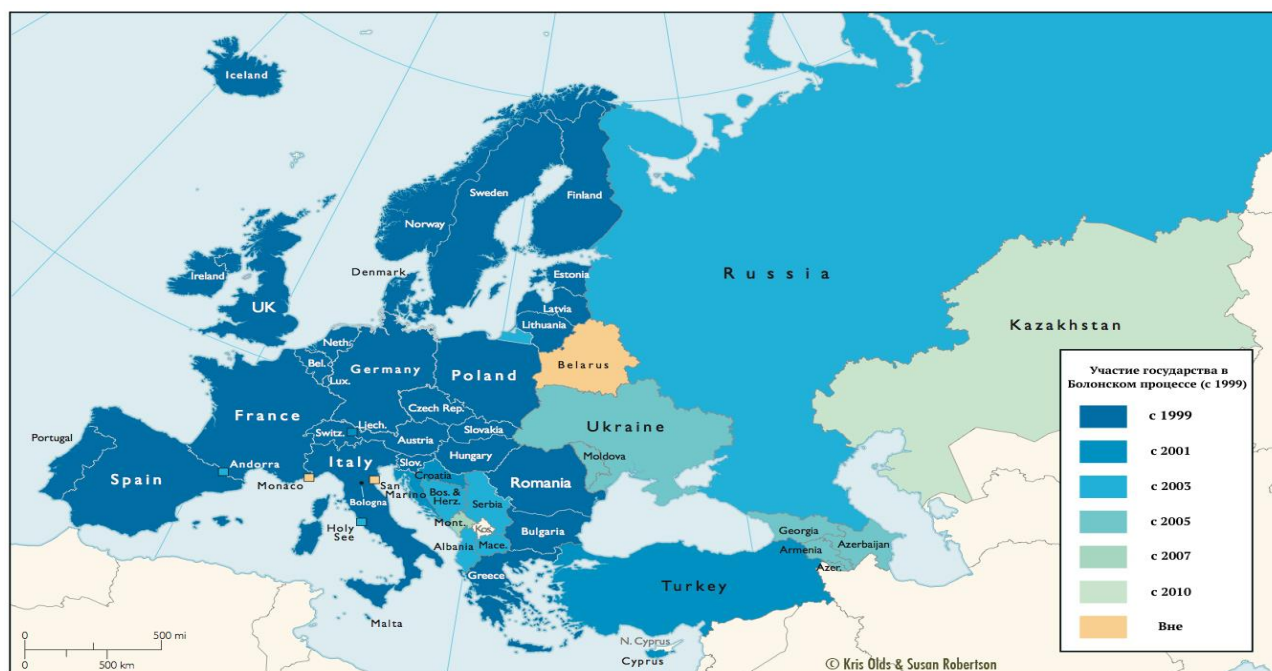 Iceland
Sweden
Finland
Norway
Russia
Estonia
Denmark
Ireland
UK
Latvia
Lithuania
Kazakhstan
Neth.
Bel.
Lux.
Germany
Poland
Belarus
Czech Rep.
Ukraine
France
Slovakia
Switz.
Liech.
Austria
Hungary
Moldova
Portugal
Spain
Andorra
Italy
Slov.
Croatia
Romania
Monaco
San
Marino
Bos. &
Herz.
Serbia
Bologna
Holy
See
Mont.
Kos.
Bulgaria
Albania
Mace.
Greece
Georgia
Armenia
Azerbaijan
Azer.
Turkey
Malta
N. Cyprus
Cyprus
Участие государства в
Болонском процессе (с 1999)
с 1999
с 2001
с 2003
с 2005
с 2007
с 2010
Вне
0 500 mi
0 500 km
© Kris Olds & Susan Robertson